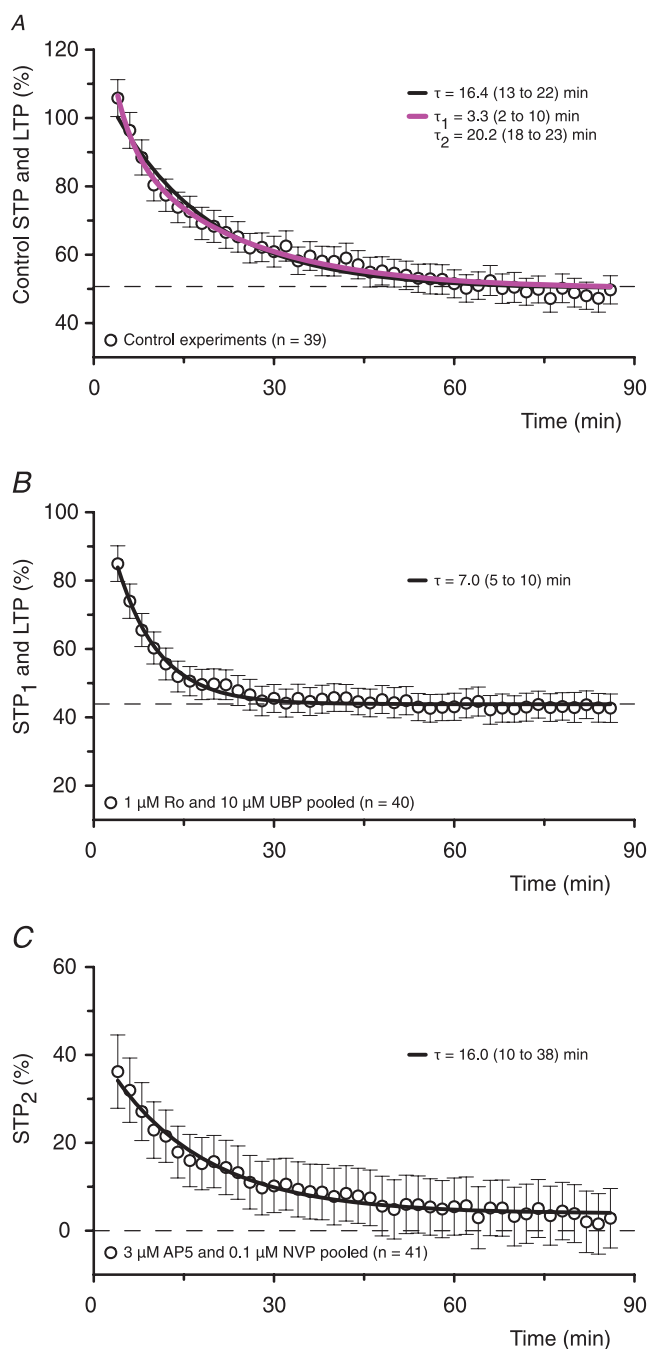 A
120
100
80
60
40
Control STP and LTP (%)
τ = 16.4 (13 to 22) min
τ1 = 3.3 (2 to 10) min
τ2 = 20.2 (18 to 23) min
Control experiments (n = 39)
0 30 60 90
Time (min)
B
100
80
60
40
20
STP1 and LTP (%)
τ = 7.0 (5 to 10) min
1 µM Ro and 10 µM UBP pooled (n = 40)
0 30 60 90
Time (min)
C
60
40
20
0
STP2 (%)
τ = 16.0 (10 to 38) min
3 µM AP5 and 0.1 µM NVP pooled (n = 41)
0 30 60 90
Time (min)